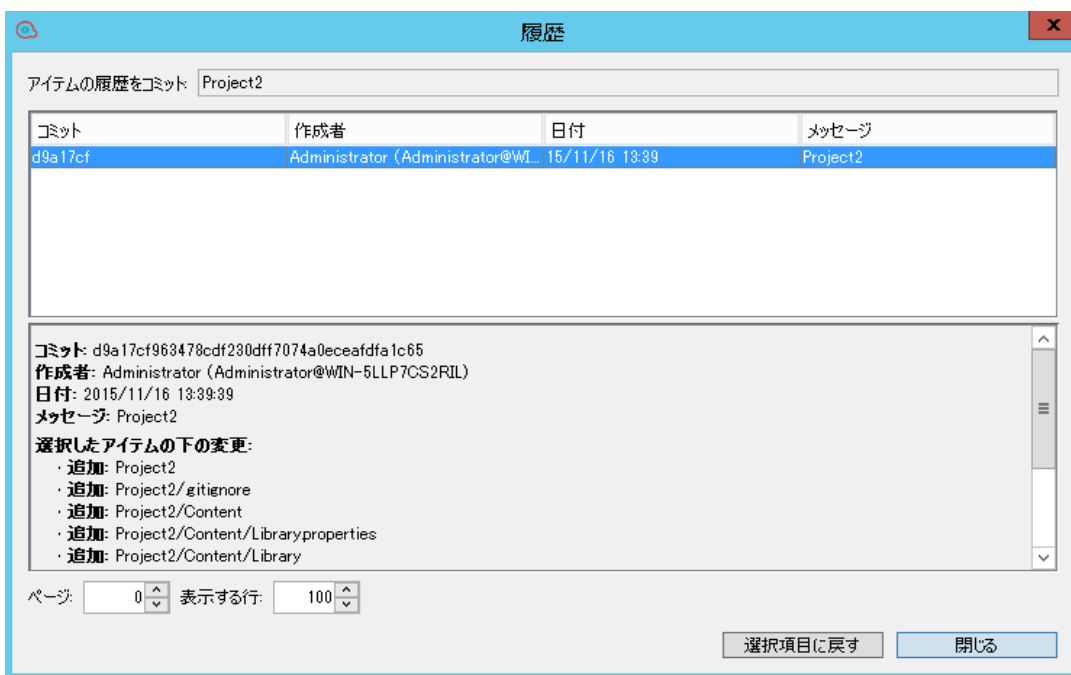 履歴
x
アイテムの履歴をコミット: Project2
コミット 作成者 日付 メッセージ
d9a17cf Administrator (Administrator@WI... 15/11/16 13:39 Project2
コミット: d9a17cf963478cdf230dff7074a0eceafdfa1c65
作成者: Administrator (Administrator@WIN-5LLP7CS2RIL)
日付: 2015/11/16 13:39:39
メッセージ: Project2
選択したアイテムの下の変更:
・追加: Project2
・追加: Project2/.gitignore
・追加: Project2/Content
・追加: Project2/Content/Library.properties
・追加: Project2/Content/Library
ページ: 0 表示する行: 100
選択項目に戻す 閉じる